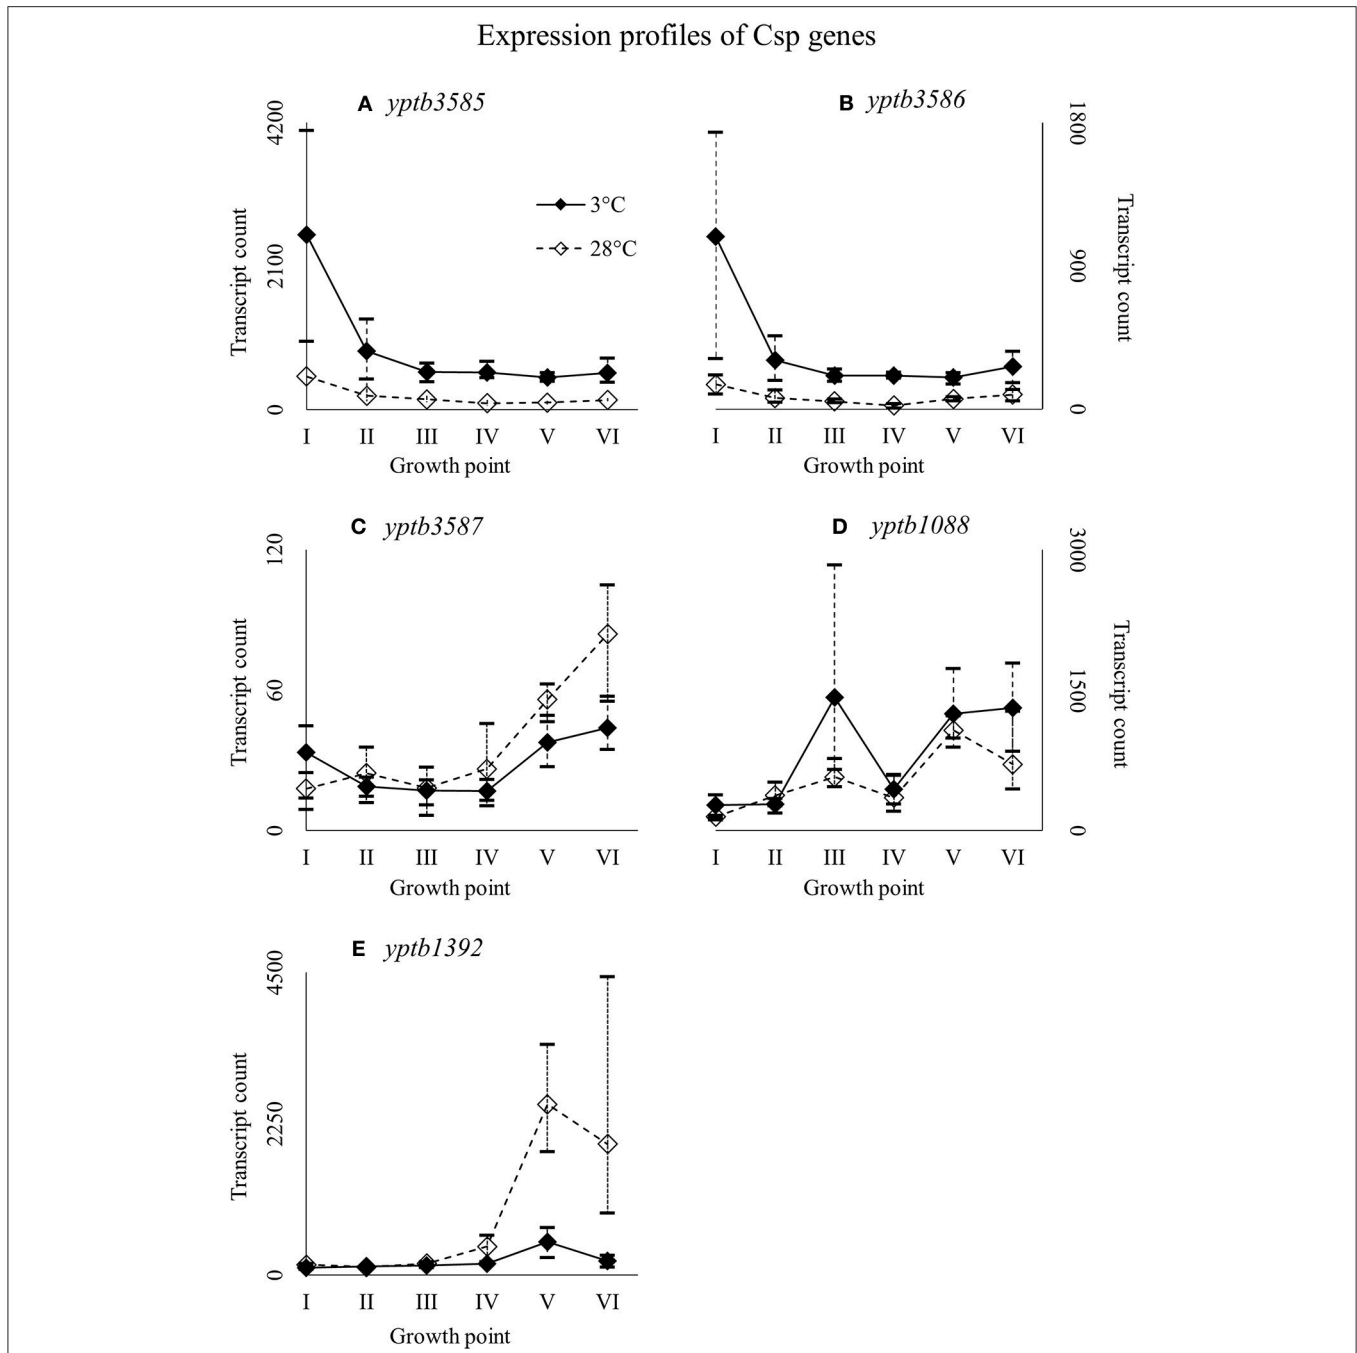 Expression profiles of Csp genes
A yptb3585
B yptb3586
4200
2100
0
Transcript count
3°C
28°C
1800
900
0
Transcript count
I II III IV V VI
Growth point
I II III IV V VI
Growth point
C yptb3587
D yptb1088
120
60
0
Transcript count
3000
1500
0
Transcript count
I II III IV V VI
Growth point
I II III IV V VI
Growth point
E yptb1392
4500
2250
0
Transcript count
I II III IV V VI
Growth point